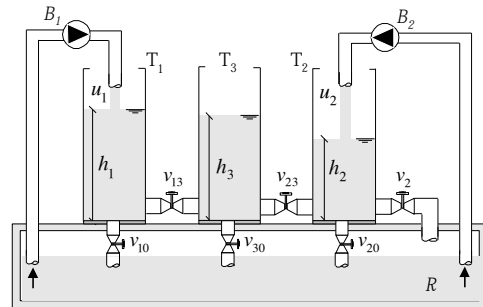 B₁ B₂
T₁ T₃ T₂
u₁ u₂
h₁ h₃ h₂
v₁₃ v₂₃ v₂
v₁₀ v₃₀ v₂₀
R